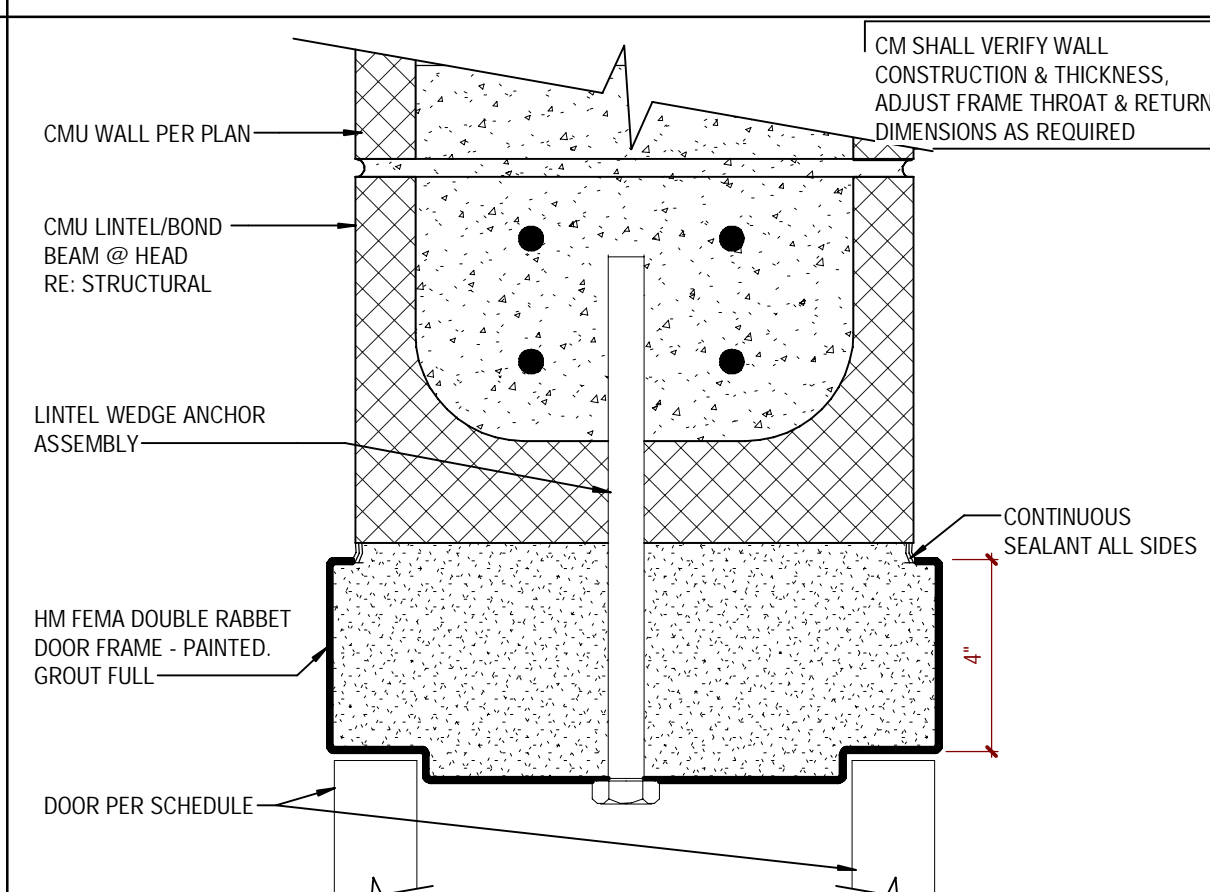 CM SHALL VERIFY WALL
CONSTRUCTION & THICKNESS,
ADJUST FRAME THROAT & RETURN
DIMENSIONS AS REQUIRED
CMU WALL PER PLAN
CMU LINTEL/BOND
BEAM @ HEAD
RE: STRUCTURAL
LINTEL WEDGE ANCHOR
ASSEMBLY
CONTINUOUS
SEALANT ALL SIDES
HM FEMA DOUBLE RABBET
DOOR FRAME - PAINTED.
GROUT FULL
4"
DOOR PER SCHEDULE